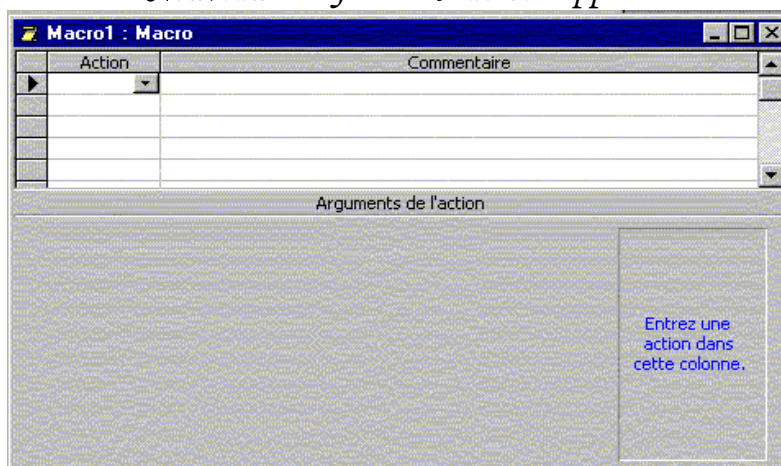 Macro1 : Macro
Action Commentaire
Arguments de l'action
Entrez une
action dans
cette colonne.